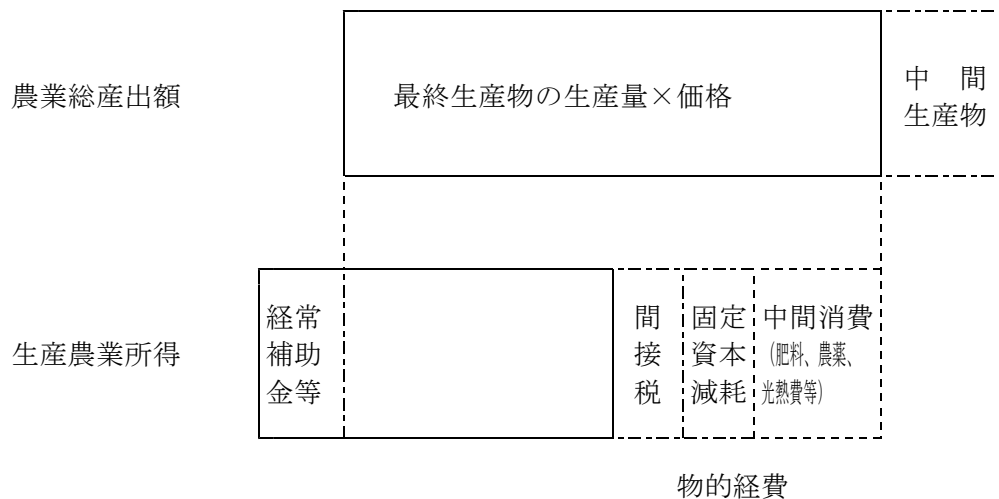 農業総産出額
最終生産物の生産量×価格
中　間
生産物
生産農業所得
経常
補助
金等
間
接
税
固定
資本
減耗
中間消費
(肥料、農薬、
光熱費等)
物的経費